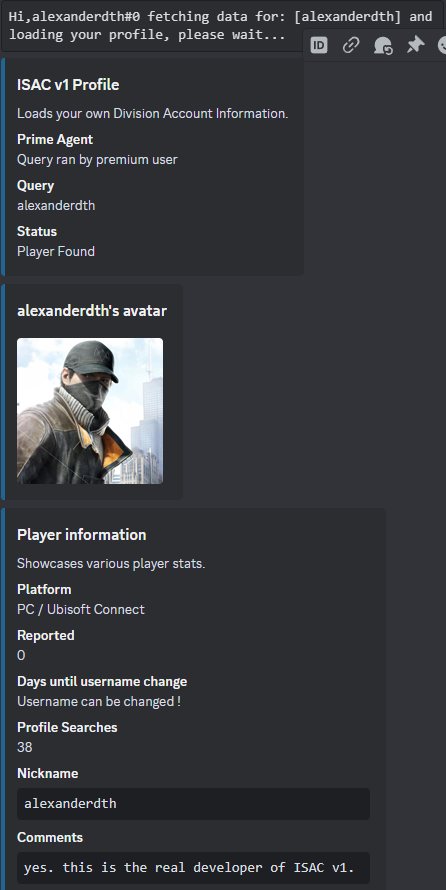 Hi,alexanderdth#0 fetching data for: [alexanderdth] and
loading your profile, please wait...
ID
ISAC v1 Profile
Loads your own Division Account Information.
Prime Agent
Query ran by premium user
Query
alexanderdth
Status
Player Found
alexanderdth's avatar
Player information
Showcases various player stats.
Platform
PC / Ubisoft Connect
Reported
0
Days until username change
Username can be changed !
Profile Searches
38
Nickname
alexanderdth
Comments
yes. this is the real developer of ISAC v1.